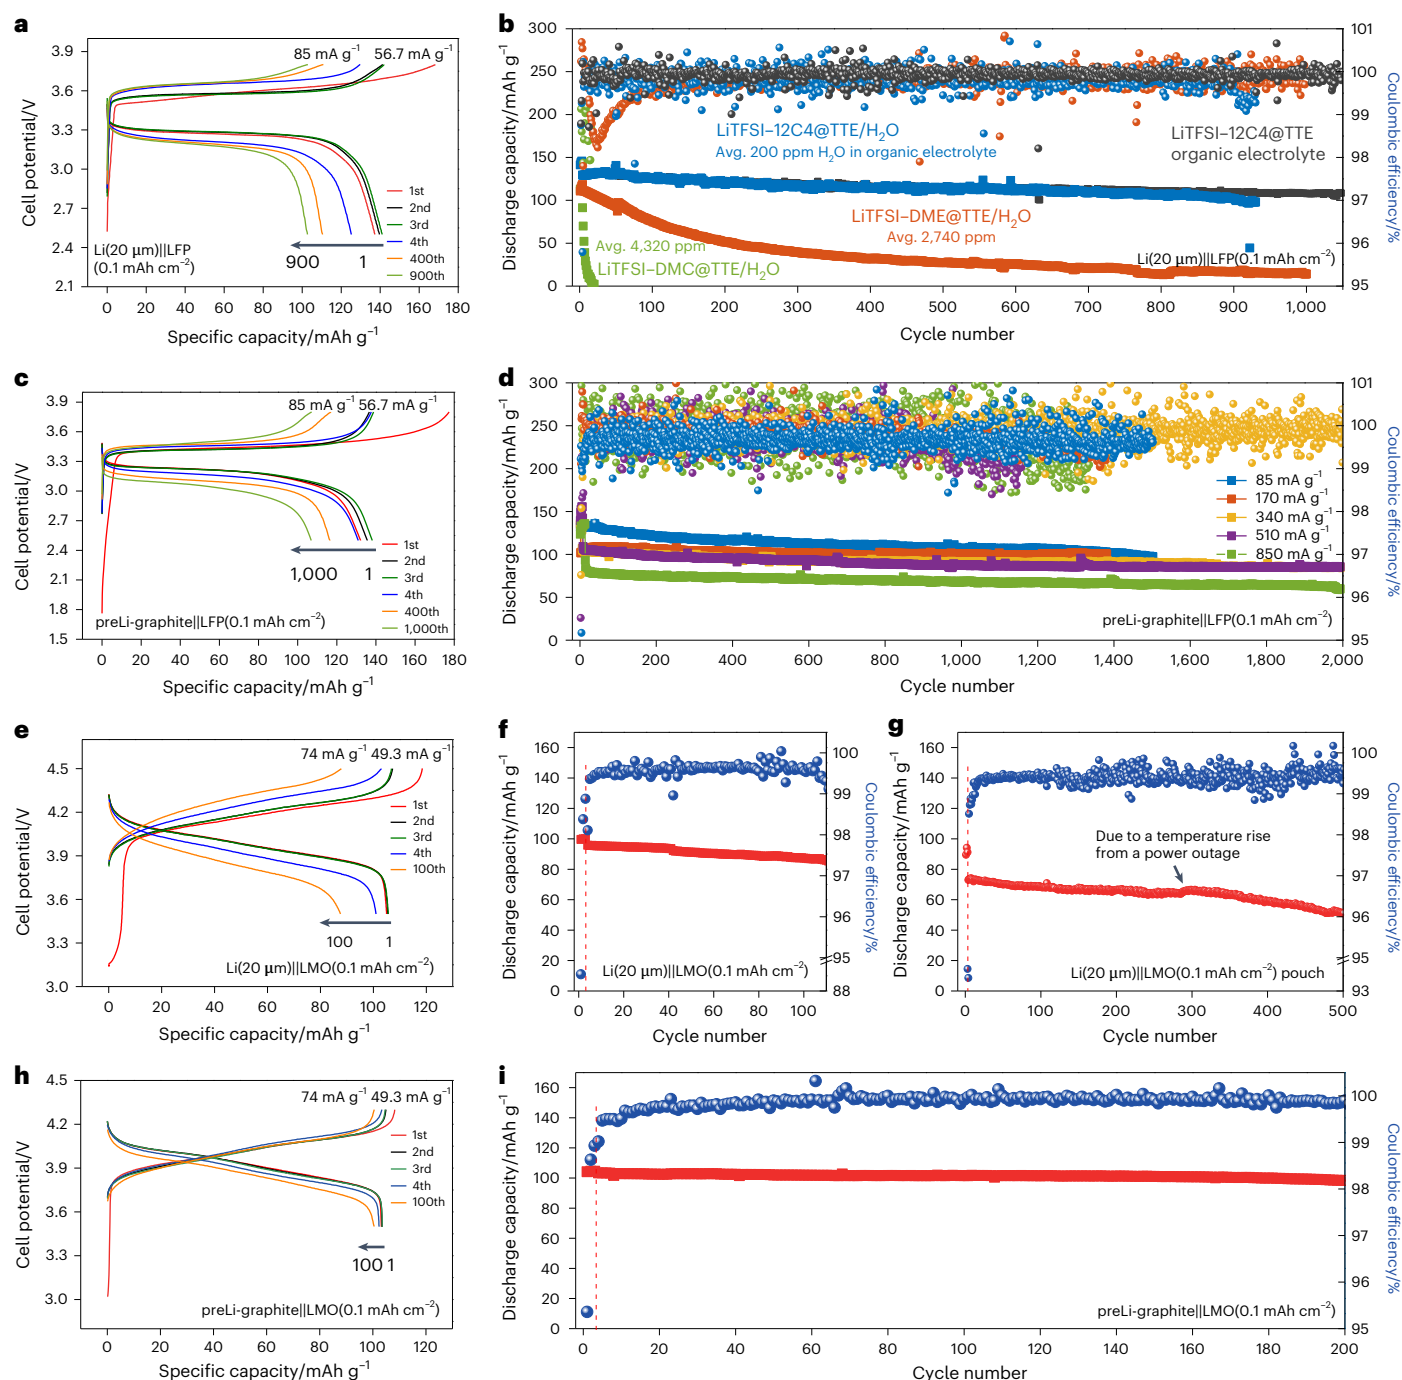 a
85 mA g⁻¹ 56.7 mA g⁻¹
3.9
3.6
3.3
3.0
2.7
2.4
2.1
Cell potential/V
1st
2nd
3rd
4th
400th
900th
Li(20 μm)||LFP
(0.1 mAh cm⁻²)
900 1
0 20 40 60 80 100 120 140 160 180
Specific capacity/mAh g⁻¹
b
300
250
200
150
100
50
0
Discharge capacity/mAh g⁻¹
101
100
99
98
97
96
95
Coulombic efficiency/%
LiTFSI–12C4@TTE/H₂O
Avg. 200 ppm H₂O in organic electrolyte
LiTFSI–12C4@TTE
organic electrolyte
LiTFSI–DME@TTE/H₂O
Avg. 2,740 ppm
Avg. 4,320 ppm
LiTFSI–DMC@TTE/H₂O
Li(20 μm)||LFP(0.1 mAh cm⁻²)
0 100 200 300 400 500 600 700 800 900 1,000
Cycle number
c
85 mA g⁻¹ 56.7 mA g⁻¹
3.9
3.6
3.3
3.0
2.7
2.4
2.1
1.8
1.5
Cell potential/V
1,000 1
1st
2nd
3rd
4th
400th
1,000th
preLi-graphite||LFP(0.1 mAh cm⁻²)
0 20 40 60 80 100 120 140 160 180
Specific capacity/mAh g⁻¹
d
300
250
200
150
100
50
0
Discharge capacity/mAh g⁻¹
101
100
99
98
97
96
95
Coulombic efficiency/%
85 mA g⁻¹
170 mA g⁻¹
340 mA g⁻¹
510 mA g⁻¹
850 mA g⁻¹
preLi-graphite||LFP(0.1 mAh cm⁻²)
0 200 400 600 800 1,000 1,200 1,400 1,600 1,800 2,000
Cycle number
e
74 mA g⁻¹ 49.3 mA g⁻¹
4.5
4.2
3.9
3.6
3.3
3.0
Cell potential/V
1st
2nd
3rd
4th
100th
100 1
Li(20 μm)||LMO(0.1 mAh cm⁻²)
0 20 40 60 80 100 120
Specific capacity/mAh g⁻¹
f
160
140
120
100
80
60
40
20
0
Discharge capacity/mAh g⁻¹
100
99
98
97
96
95
88
Coulombic efficiency/%
Li(20 μm)||LMO(0.1 mAh cm⁻²)
0 20 40 60 80 100
Cycle number
g
160
140
120
100
80
60
40
20
0
Discharge capacity/mAh g⁻¹
100
99
98
97
96
95
93
Coulombic efficiency/%
Due to a temperature rise
from a power outage
Li(20 μm)||LMO(0.1 mAh cm⁻²) pouch
0 100 200 300 400 500
Cycle number
h
74 mA g⁻¹ 49.3 mA g⁻¹
4.5
4.2
3.9
3.6
3.3
3.0
Cell potential/V
1st
2nd
3rd
4th
100th
100 1
preLi-graphite||LMO(0.1 mAh cm⁻²)
0 20 40 60 80 100 120
Specific capacity/mAh g⁻¹
i
160
140
120
100
80
60
40
20
0
Discharge capacity/mAh g⁻¹
100
99
98
97
96
95
Coulombic efficiency/%
preLi-graphite||LMO(0.1 mAh cm⁻²)
0 20 40 60 80 100 120 140 160 180 200
Cycle number